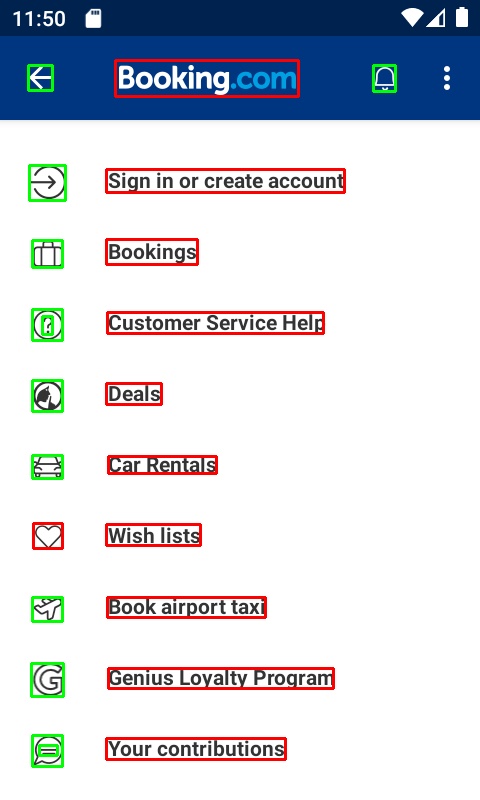 11:50
Booking.com
Sign in or create account
Bookings
Customer Service Help
Deals
Car Rentals
Wish lists
Book airport taxi
Genius Loyalty Program
Your contributions